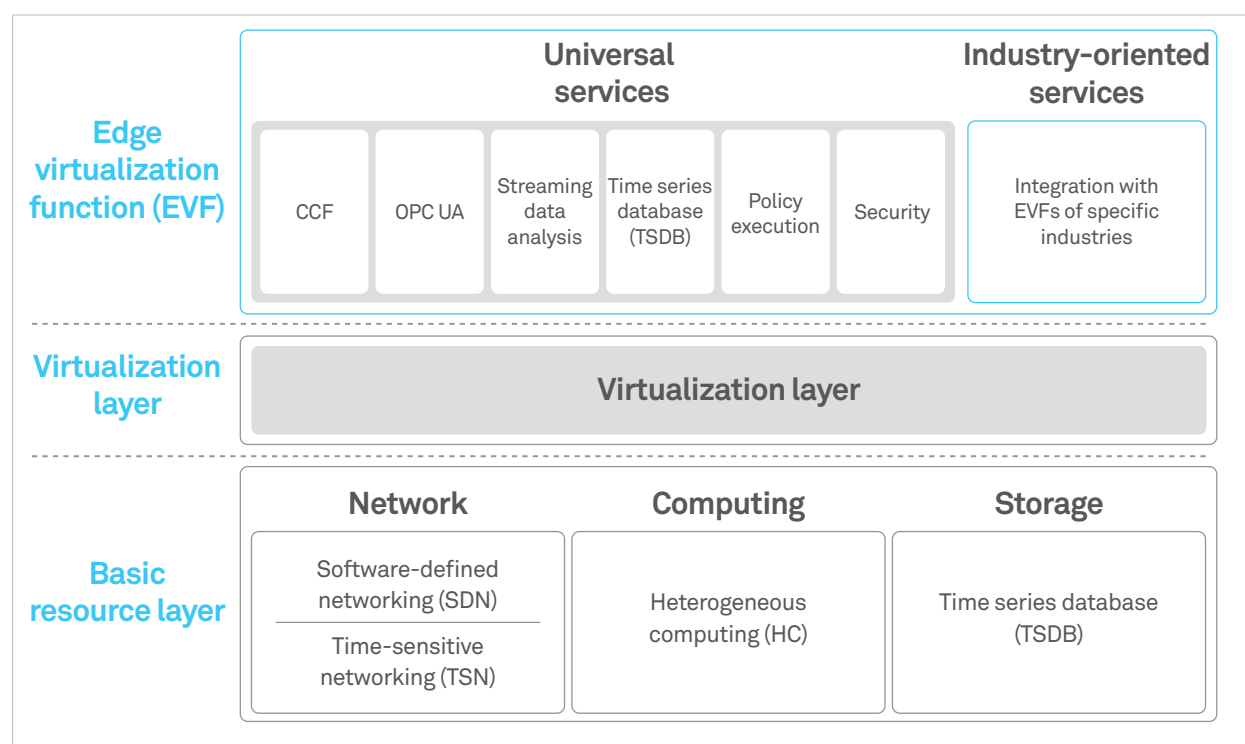 Universal
services
Industry-oriented
services
Edge
virtualization
function (EVF)
CCF
OPC UA
Streaming
data
analysis
Time series
database
(TSDB)
Policy
execution
Security
Integration with
EVFs of specific
industries
Virtualization
layer
Virtualization layer
Basic
resource layer
Network
Software-defined
networking (SDN)
Time-sensitive
networking (TSN)
Computing
Heterogeneous
computing (HC)
Storage
Time series database
(TSDB)